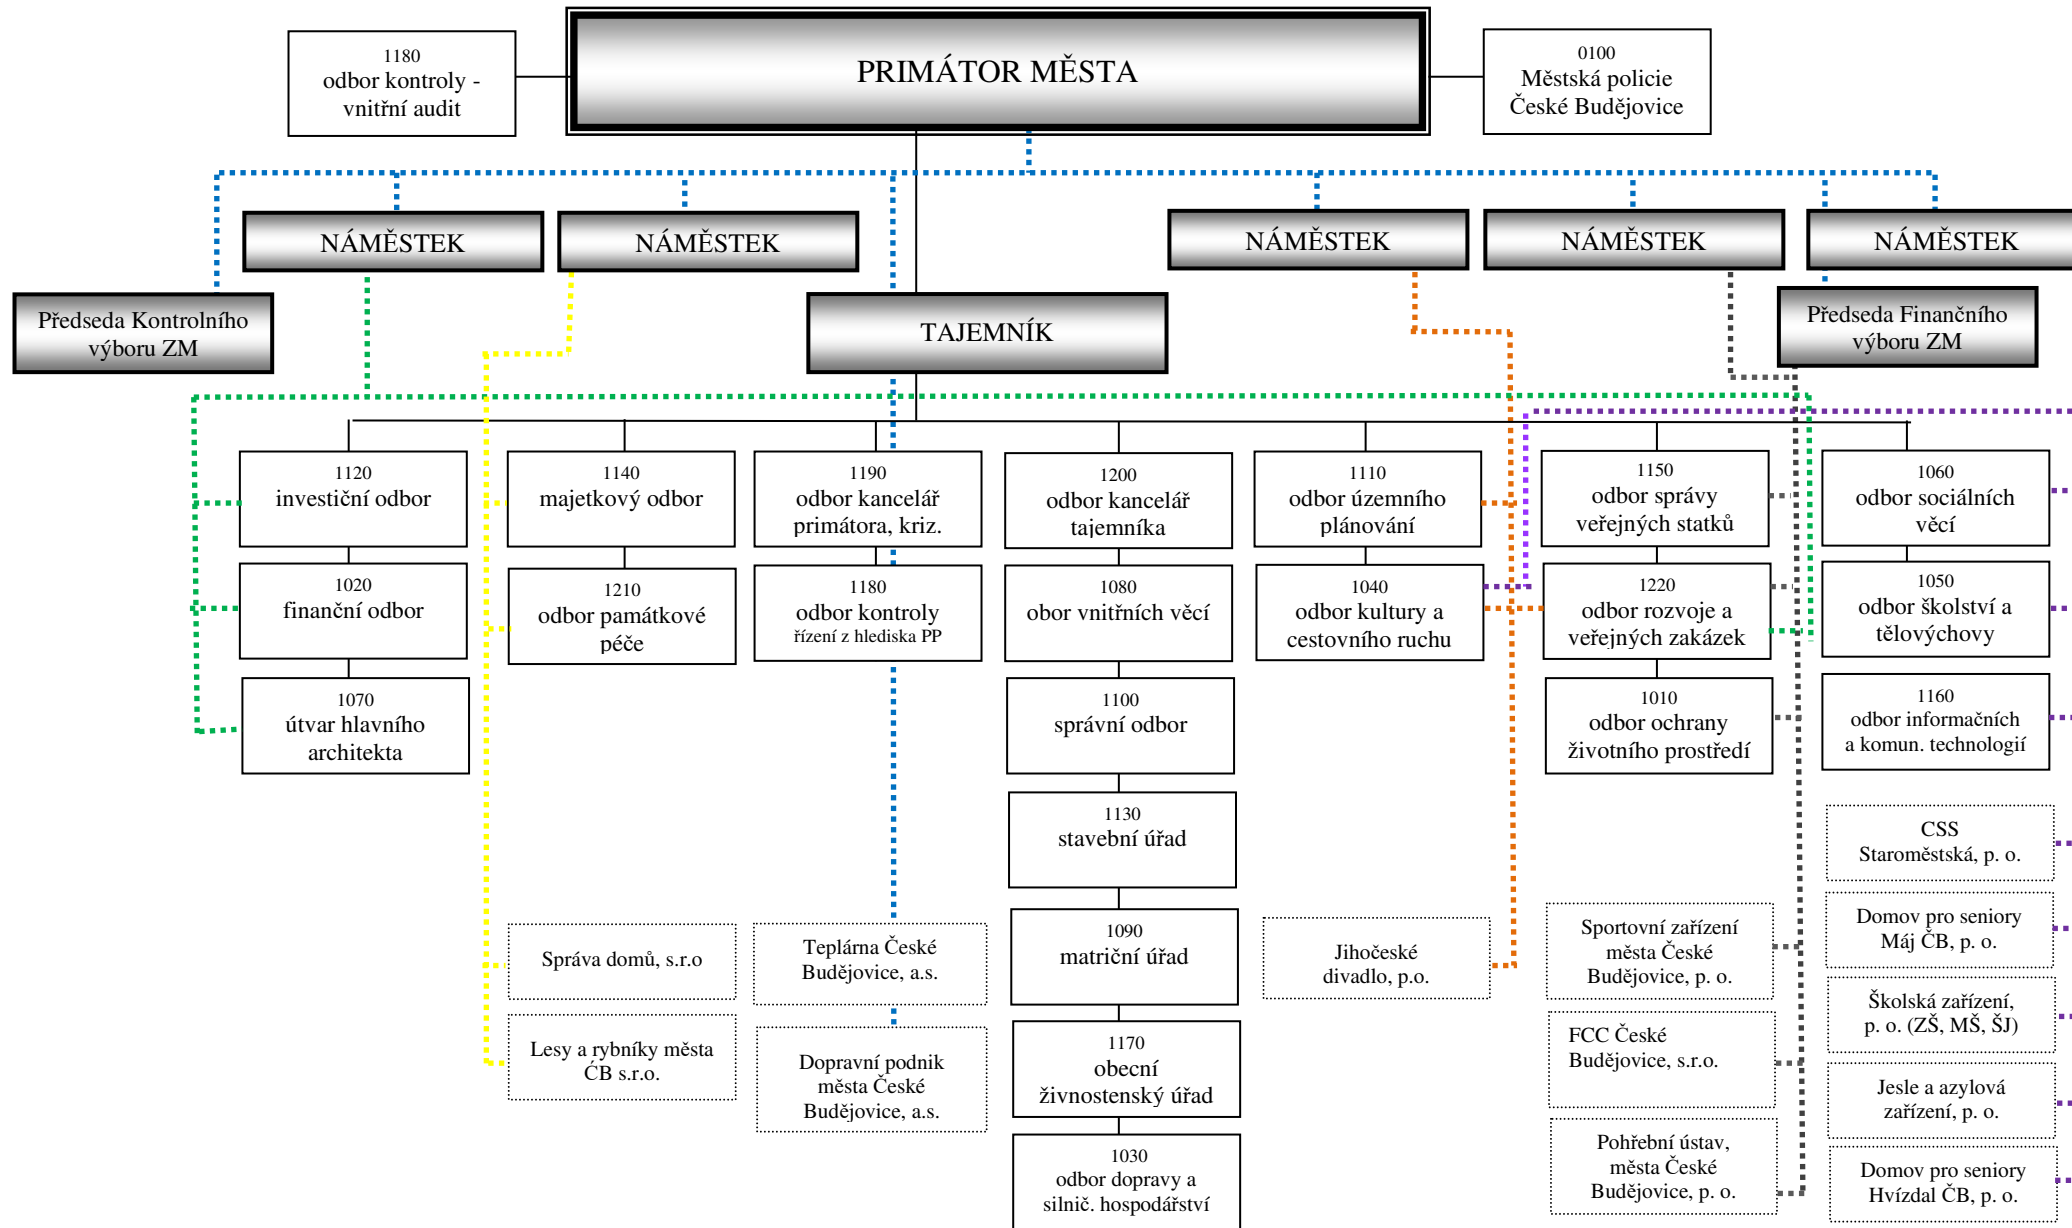 1180
odbor kontroly -
vnitřní audit
PRIMÁTOR MĚSTA
0100
Městská policie
České Budějovice
NÁMĚSTEK
NÁMĚSTEK
NÁMĚSTEK
NÁMĚSTEK
NÁMĚSTEK
Předseda Kontrolního
výboru ZM
TAJEMNÍK
Předseda Finančního
výboru ZM
1120
investiční odbor
1140
majetkový odbor
1190
odbor kancelář
primátora, kriz.
1200
odbor kancelář
tajemníka
1110
odbor územního
plánování
1150
odbor správy
veřejných statků
1060
odbor sociálních
věcí
1020
finanční odbor
1210
odbor památkové
péče
1180
odbor kontroly
řízení z hlediska PP
1080
obor vnitřních věcí
1040
odbor kultury a
cestovního ruchu
1220
odbor rozvoje a
veřejných zakázek
1050
odbor školství a
tělovýchovy
1070
útvar hlavního
architekta
1100
správní odbor
1010
odbor ochrany
životního prostředí
1160
odbor informačních
a komun. technologií
1130
stavební úřad
CSS
Staroměstská, p. o.
Správa domů, s.r.o
Teplárna České
Budějovice, a.s.
1090
matriční úřad
Jihočeské
divadlo, p.o.
Sportovní zařízení
města České
Budějovice, p. o.
Domov pro seniory
Máj ČB, p. o.
Školská zařízení,
p. o. (ZŠ, MŠ, ŠJ)
Lesy a rybníky města
ĆB s.r.o.
Dopravní podnik
města České
Budějovice, a.s.
1170
obecní
živnostenský úřad
FCC České
Budějovice, s.r.o.
Jesle a azylová
zařízení, p. o.
1030
odbor dopravy a
silnič. hospodářství
Pohřební ústav,
města České
Budějovice, p. o.
Domov pro seniory
Hvízdal ČB, p. o.